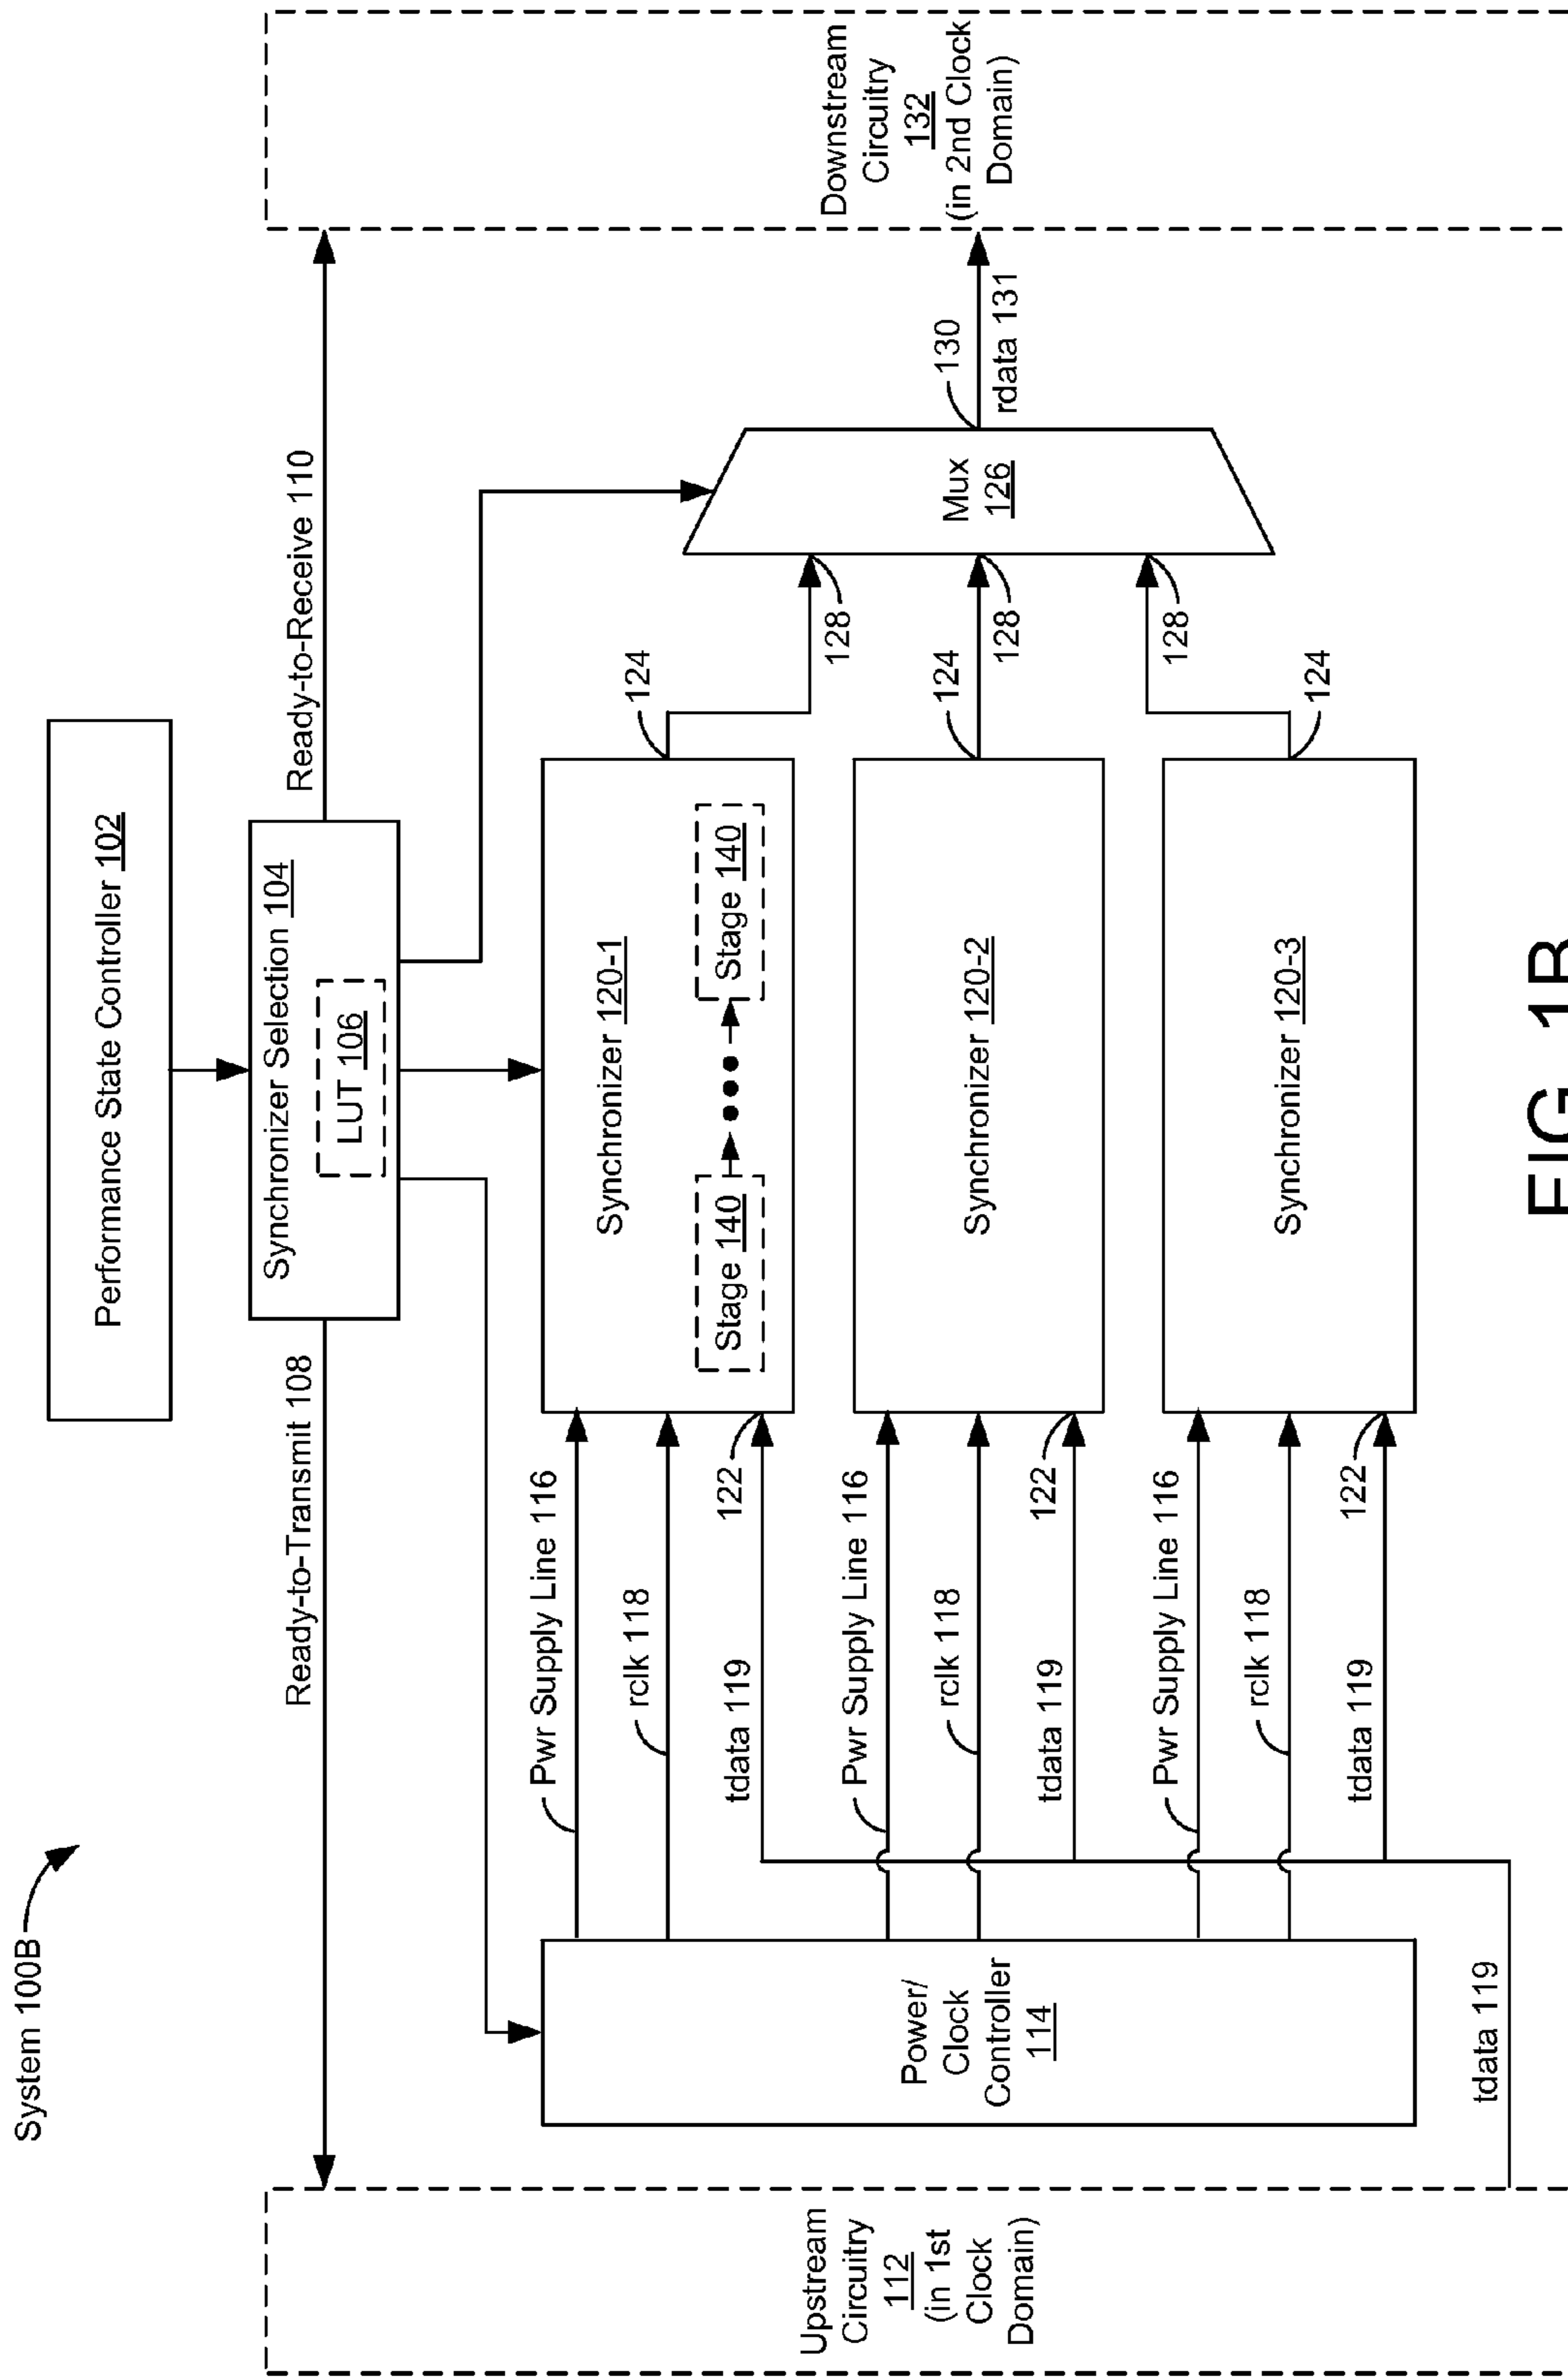 System 100B
Performance State Controller 102
Synchronizer Selection 104
LUT 106
Ready-to-Transmit 108
Ready-to-Receive 110
Upstream
Circuitry
112
(in 1st
Clock
Domain)
Power/
Clock
Controller
114
Pwr Supply Line 116
rclk 118
tdata 119
122
Synchronizer 120-1
Stage 140
Stage 140
124
128
Pwr Supply Line 116
rclk 118
tdata 119
122
Synchronizer 120-2
124
128
Pwr Supply Line 116
rclk 118
tdata 119
122
Synchronizer 120-3
124
128
Mux
126
130
rdata 131
Downstream
Circuitry
132
(in 2nd Clock
Domain)
tdata 119
FIG. 1B